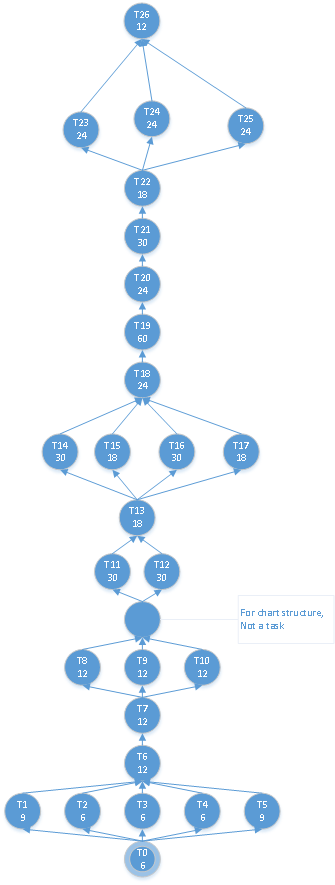 T26
12
T23
24
T24
24
T25
24
T22
18
T21
30
T20
24
T19
60
T18
24
T14
30
T15
18
T16
30
T17
18
T13
18
T11
30
T12
30
For chart structure,
Not a task
T8
12
T9
12
T10
12
T7
12
T6
12
T1
9
T2
6
T3
6
T4
6
T5
9
T0
6